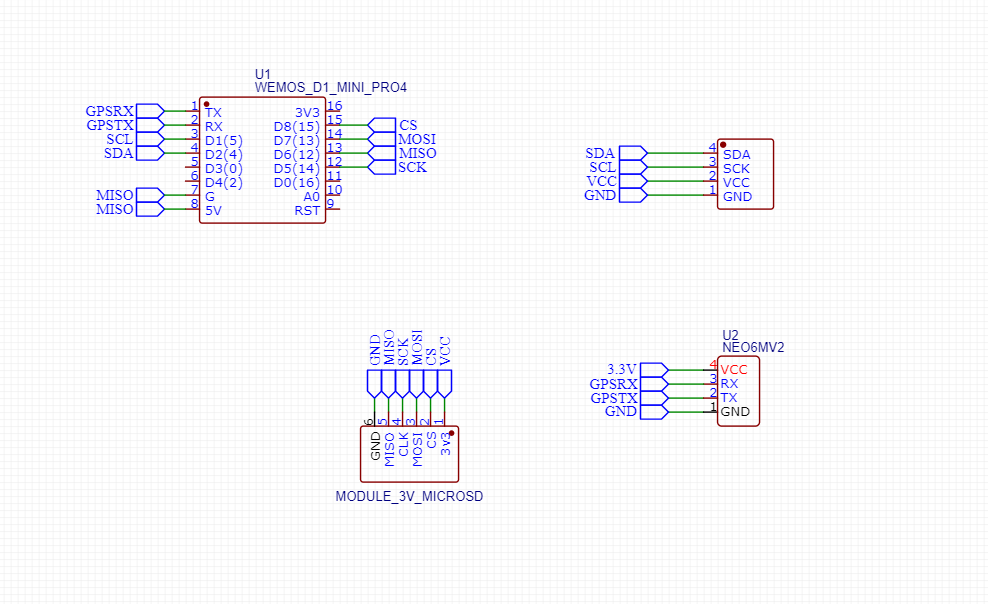 U1
WEMOS_D1_MINI_PRO4
GPSRX 1 TX 3V3 16
GPSTX 2 RX D8(15) 15 CS
SCL 3 D1(5) D7(13) 14 MOSI
SDA 4 D2(4) D6(12) 13 MISO
5 D3(0) D5(14) 12 SCK
6 D4(2) D0(16) 11
MISO 7 G A0 10
MISO 8 5V RST 9
SDA 4 SDA
SCL 3 SCK
VCC 2 VCC
GND 1 GND
GND 6 GND
MISO 5 MISO
SCK 4 CLK
MOSI 3 MOSI
CS 2 CS
VCC 1 3v3
MODULE_3V_MICROSD
U2
NEO6MV2
3.3V 4 VCC
GPSRX 3 RX
GPSTX 2 TX
GND 1 GND